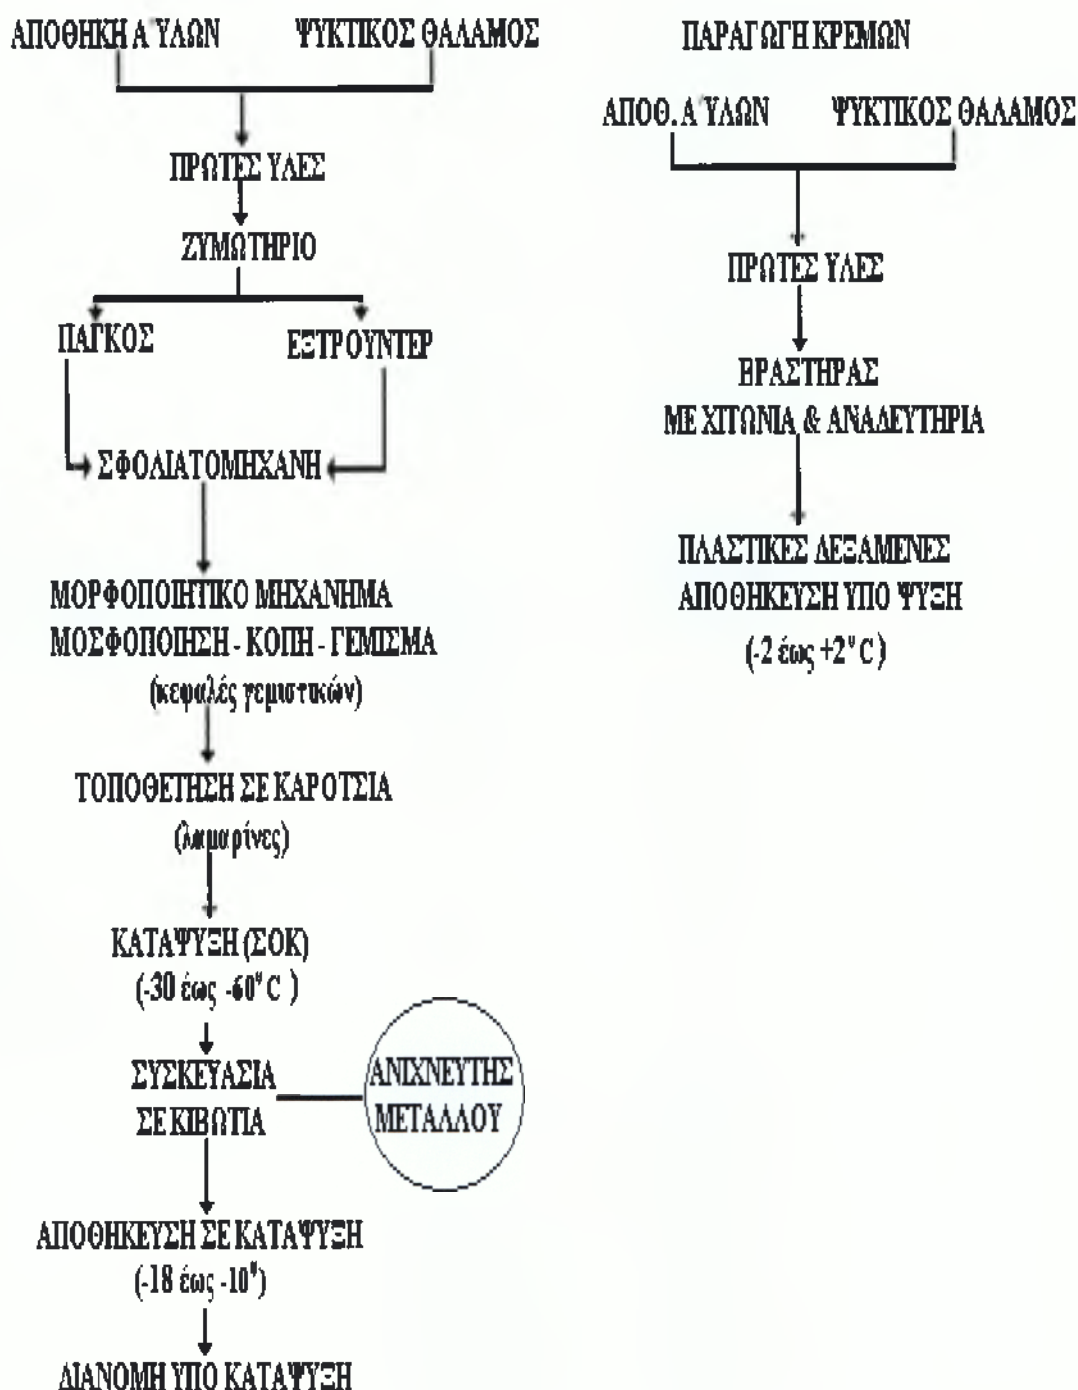 ΑΠΟΘΗΚΗ Α΄ ΥΛΩΝ
ΨΥΚΤΙΚΟΣ ΘΑΛΑΜΟΣ
ΠΡΩΤΕΣ ΥΛΕΣ
ΖΥΜΩΤΗΡΙΟ
ΠΑΓΚΟΣ
ΕΞΤΡΟΥΝΤΕΡ
ΣΦΟΛΙΑΤΟΜΗΧΑΝΗ
ΜΟΡΦΟΠΟΙΗΤΙΚΟ ΜΗΧΑΝΗΜΑ
ΜΟΣΦΟΠΟΙΗΣΗ - ΚΟΠΗ - ΓΕΜΙΣΜΑ
(κεφαλές γεμιστικών)
ΤΟΠΟΘΕΤΗΣΗ ΣΕ ΚΑΡΟΤΣΙΑ
(λαμαρίνες)
ΚΑΤΑΨΥΞΗ (ΣΟΚ)
(-30 έως -60° C )
ΣΥΣΚΕΥΑΣΙΑ
ΣΕ ΚΙΒΩΤΙΑ
ΑΝΙΧΝΕΥΤΗΣ
ΜΕΤΑΛΛΟΥ
ΑΠΟΘΗΚΕΥΣΗ ΣΕ ΚΑΤΑΨΥΞΗ
(-18 έως -10°)
ΔΙΑΝΟΜΗ ΥΠΟ ΚΑΤΑΨΥΞΗ
ΠΑΡΑΓΩΓΗ ΚΡΕΜΩΝ
ΑΠΟΘ. Α΄ ΥΛΩΝ
ΨΥΚΤΙΚΟΣ ΘΑΛΑΜΟΣ
ΠΡΩΤΕΣ ΥΛΕΣ
ΒΡΑΣΤΗΡΑΣ
ΜΕ ΧΙΤΩΝΙΑ & ΑΝΑΔΕΥΤΗΡΙΑ
ΠΛΑΣΤΙΚΕΣ ΔΕΞΑΜΕΝΕΣ
ΑΠΟΘΗΚΕΥΣΗ ΥΠΟ ΨΥΞΗ
(-2 έως +2° C )